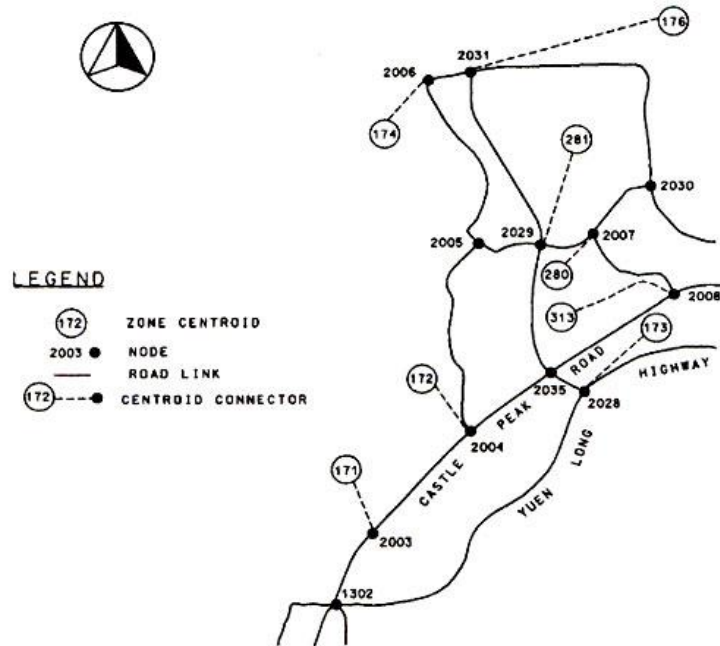 176
2031
2006
174
281
2030
2029
2007
2005
280
LEGEND
2008
313
173
172 ZONE CENTROID
2003 NODE
ROAD LINK
172 CENTROID CONNECTOR
172
2035
ROAD
HIGHWAY
2028
PEAK
2004
LONG
CASTLE
YUEN
171
2003
1302